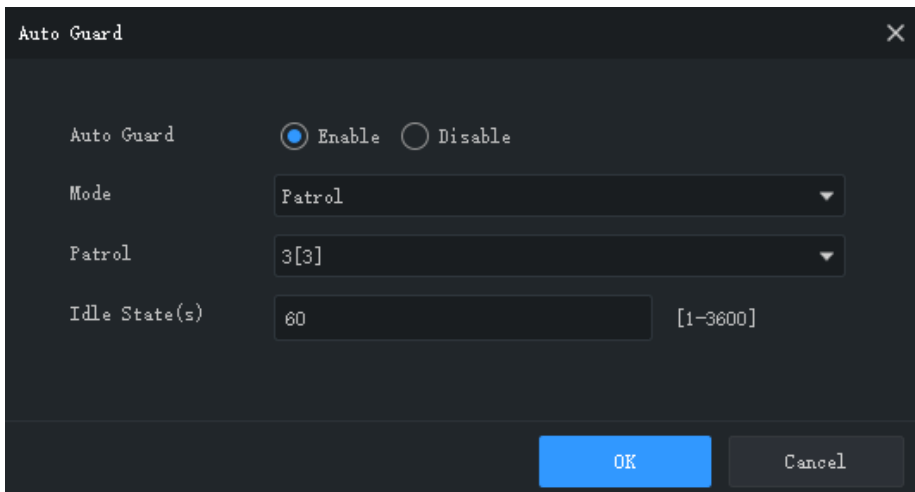 Auto Guard
Auto Guard Enable Disable
Mode Patrol
Patrol 3[3]
Idle State(s) 60 [1-3600]
OK Cancel